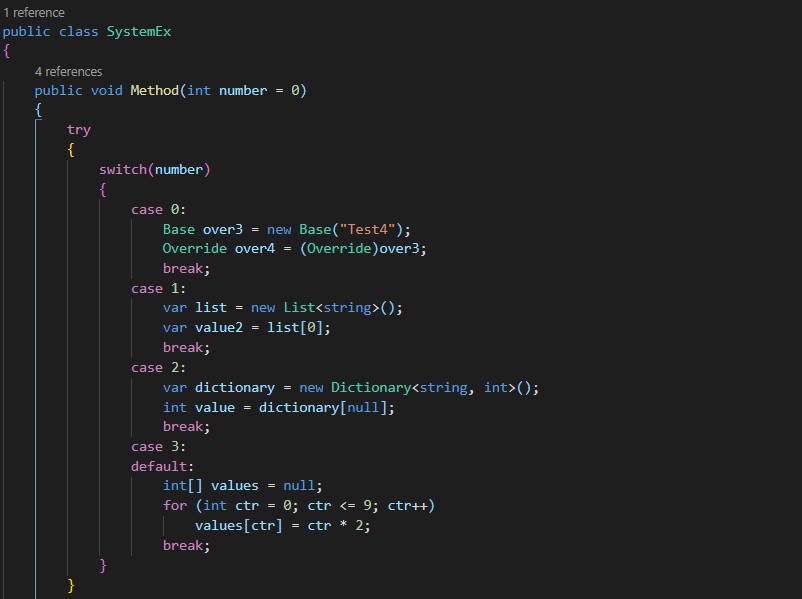 1 reference
public class SystemEx
{
4 references
public void Method(int number = 0)
{
try
{
switch(number)
{
case 0:
Base over3 = new Base("Test4");
Override over4 = (Override)over3;
break;
case 1:
var list = new List<string>();
var value2 = list[0];
break;
case 2:
var dictionary = new Dictionary<string, int>();
int value = dictionary[null];
break;
case 3:
default:
int[] values = null;
for (int ctr = 0; ctr <= 9; ctr++)
values[ctr] = ctr * 2;
break;
}
}